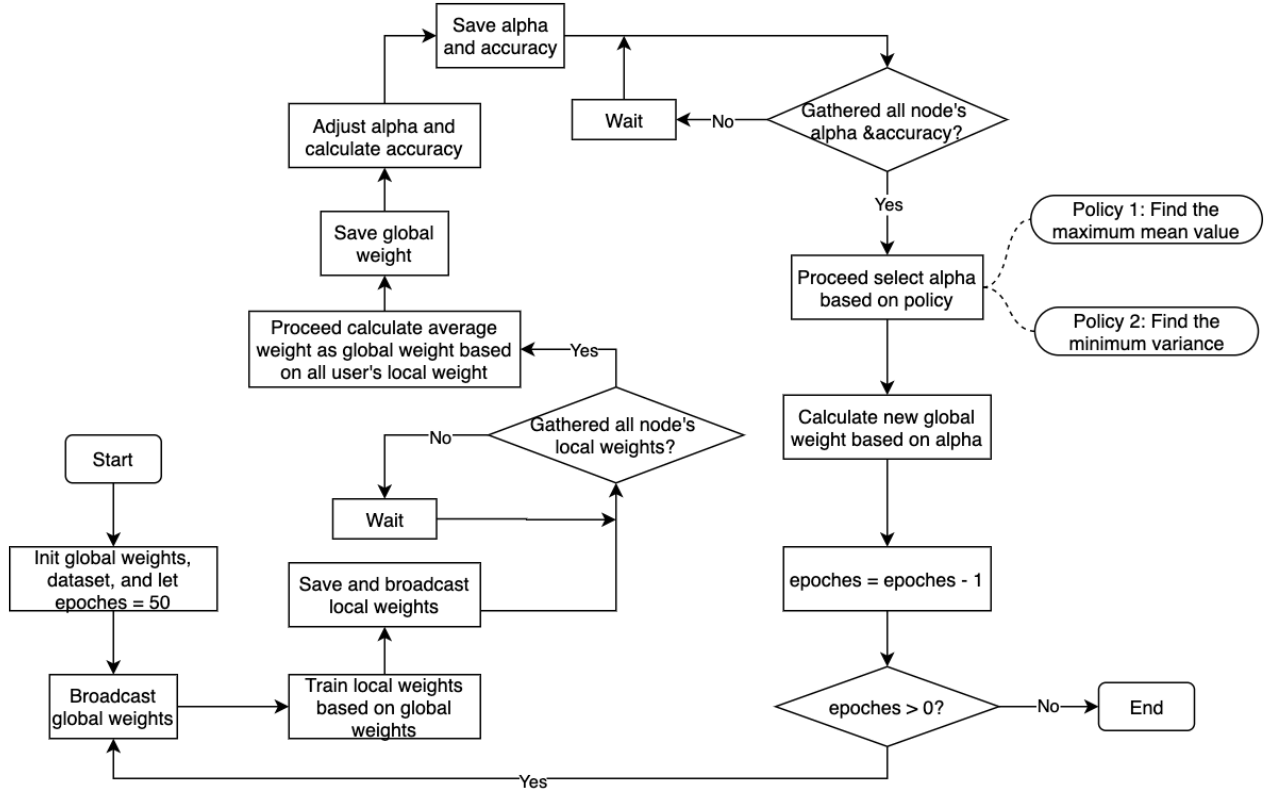 Start
Init global weights,
dataset, and let
epoches = 50
Broadcast
global weights
Train local weights
based on global
weights
Save and broadcast
local weights
Gathered all node's
local weights?
No
Wait
Yes
Proceed calculate average
weight as global weight based
on all user's local weight
Save global
weight
Adjust alpha and
calculate accuracy
Save alpha
and accuracy
Gathered all node's
alpha &accuracy?
No
Wait
Yes
Proceed select alpha
based on policy
Policy 1: Find the
maximum mean value
Policy 2: Find the
minimum variance
Calculate new global
weight based on alpha
epoches = epoches - 1
epoches > 0?
No
End
Yes